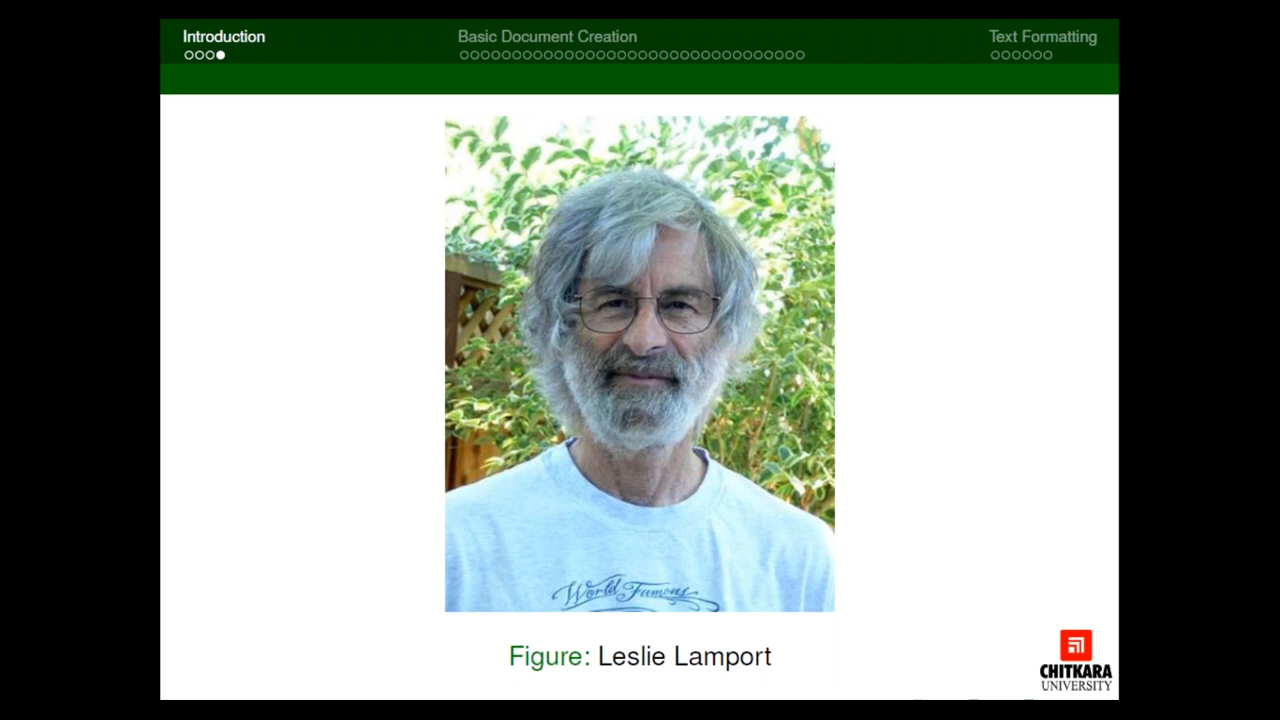 Introduction
Basic Document Creation
Text Formatting
World Famous
Figure: Leslie Lamport
CHITKARA
UNIVERSITY